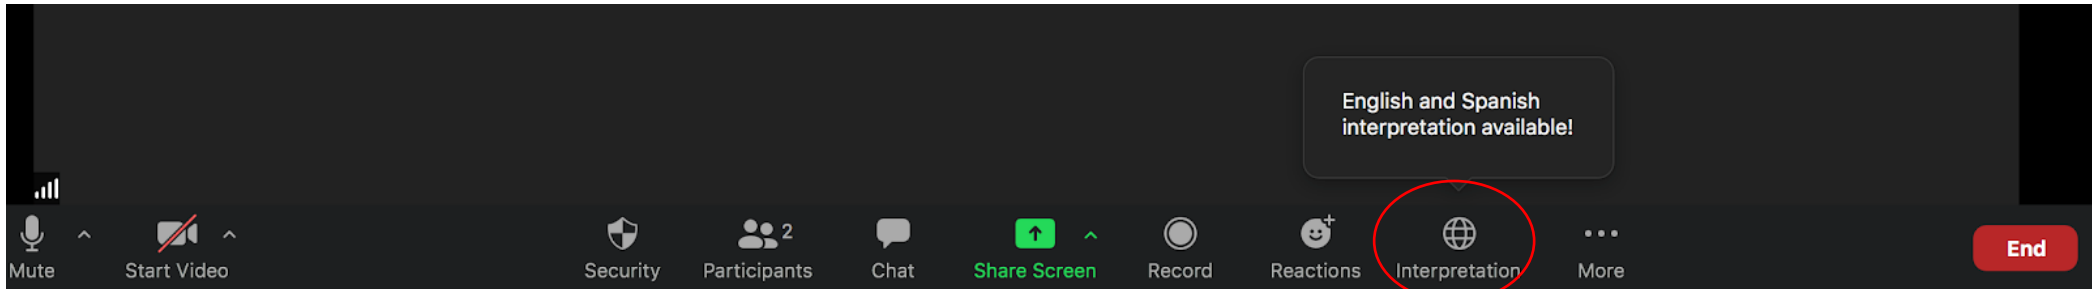 English and Spanish
interpretation available!
2
Mute
Start Video
Security
Participants
Chat
Share Screen
Record
Reactions
Interpretation
More
End